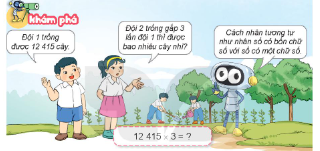 khám phá
Đội 1 trồng
được 12 415 cây.
Đội 2 trồng gấp 3
lần đội 1 thì được
bao nhiêu cây nhỉ?
Cách nhân tương tự
như nhân số có bốn chữ
số với số có một chữ số.
12 415 × 3 = ?